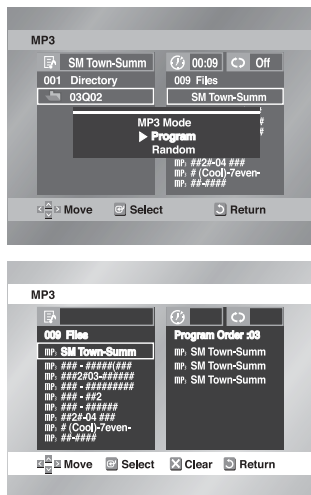 MP3
SM Town-Summ 00:09 Off
001 Directory 009 Files
03Q02 SM Town-Summ
MP3 Mode
Program
Random
##2#-04 ###
# (Cool)-7even-
##-####
Move Select Return
MP3
009 Files Program Order :03
SM Town-Summ SM Town-Summ
### - #####(### SM Town-Summ
###2#03-###### SM Town-Summ
### - #########
### - ##2
### - ######
##2#-04 ###
# (Cool)-7even-
##-####
Move Select Clear Return